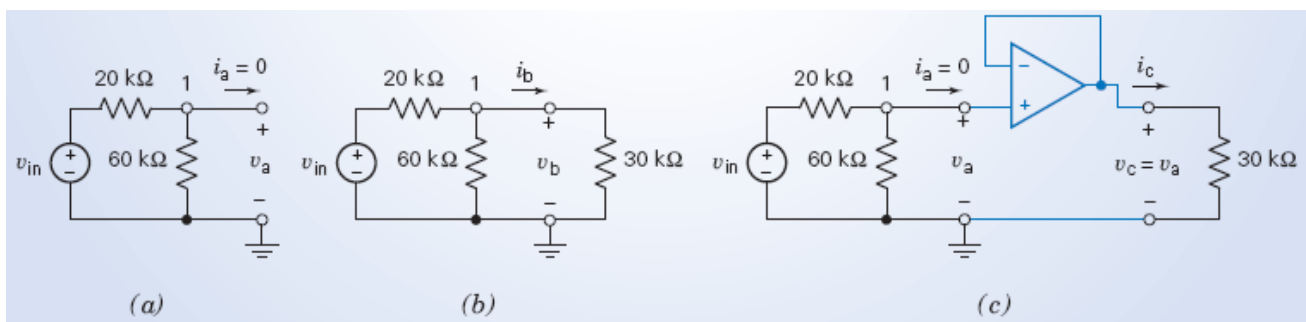 20 kΩ 1 i_a = 0
v_in + − 60 kΩ + v_a −
(a)
20 kΩ 1 i_b
v_in + − 60 kΩ + v_b − 30 kΩ
(b)
20 kΩ 1 i_a = 0 − + i_c
v_in + − 60 kΩ + v_a − + v_c = v_a − 30 kΩ
(c)